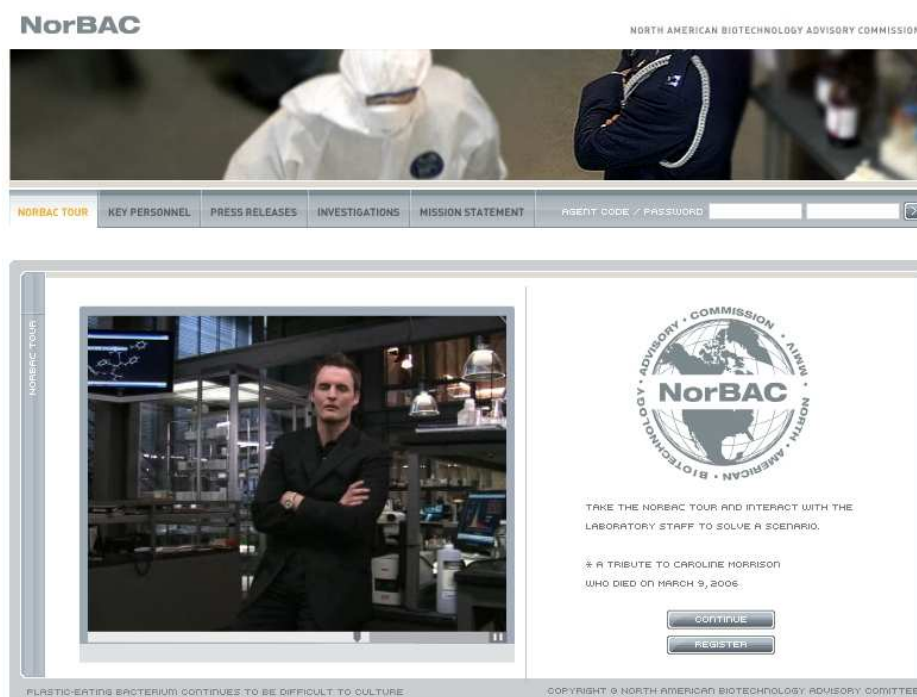 NorBAC
NORTH AMERICAN BIOTECHNOLOGY ADVISORY COMMISSION
NORBAC TOUR
KEY PERSONNEL
PRESS RELEASES
INVESTIGATIONS
MISSION STATEMENT
AGENT CODE / PASSWORD
NORBAC TOUR
NORTH AMERICAN BIOTECHNOLOGY · ADVISORY · COMMISSION · MMIV ·
NorBAC
TAKE THE NORBAC TOUR AND INTERACT WITH THE
LABORATORY STAFF TO SOLVE A SCENARIO.
* A TRIBUTE TO CAROLINE MORRISON
WHO DIED ON MARCH 9, 2006
CONTINUE
REGISTER
PLASTIC-EATING BACTERIUM CONTINUES TO BE DIFFICULT TO CULTURE
COPYRIGHT © NORTH AMERICAN BIOTECHNOLOGY ADVISORY COMITTEE